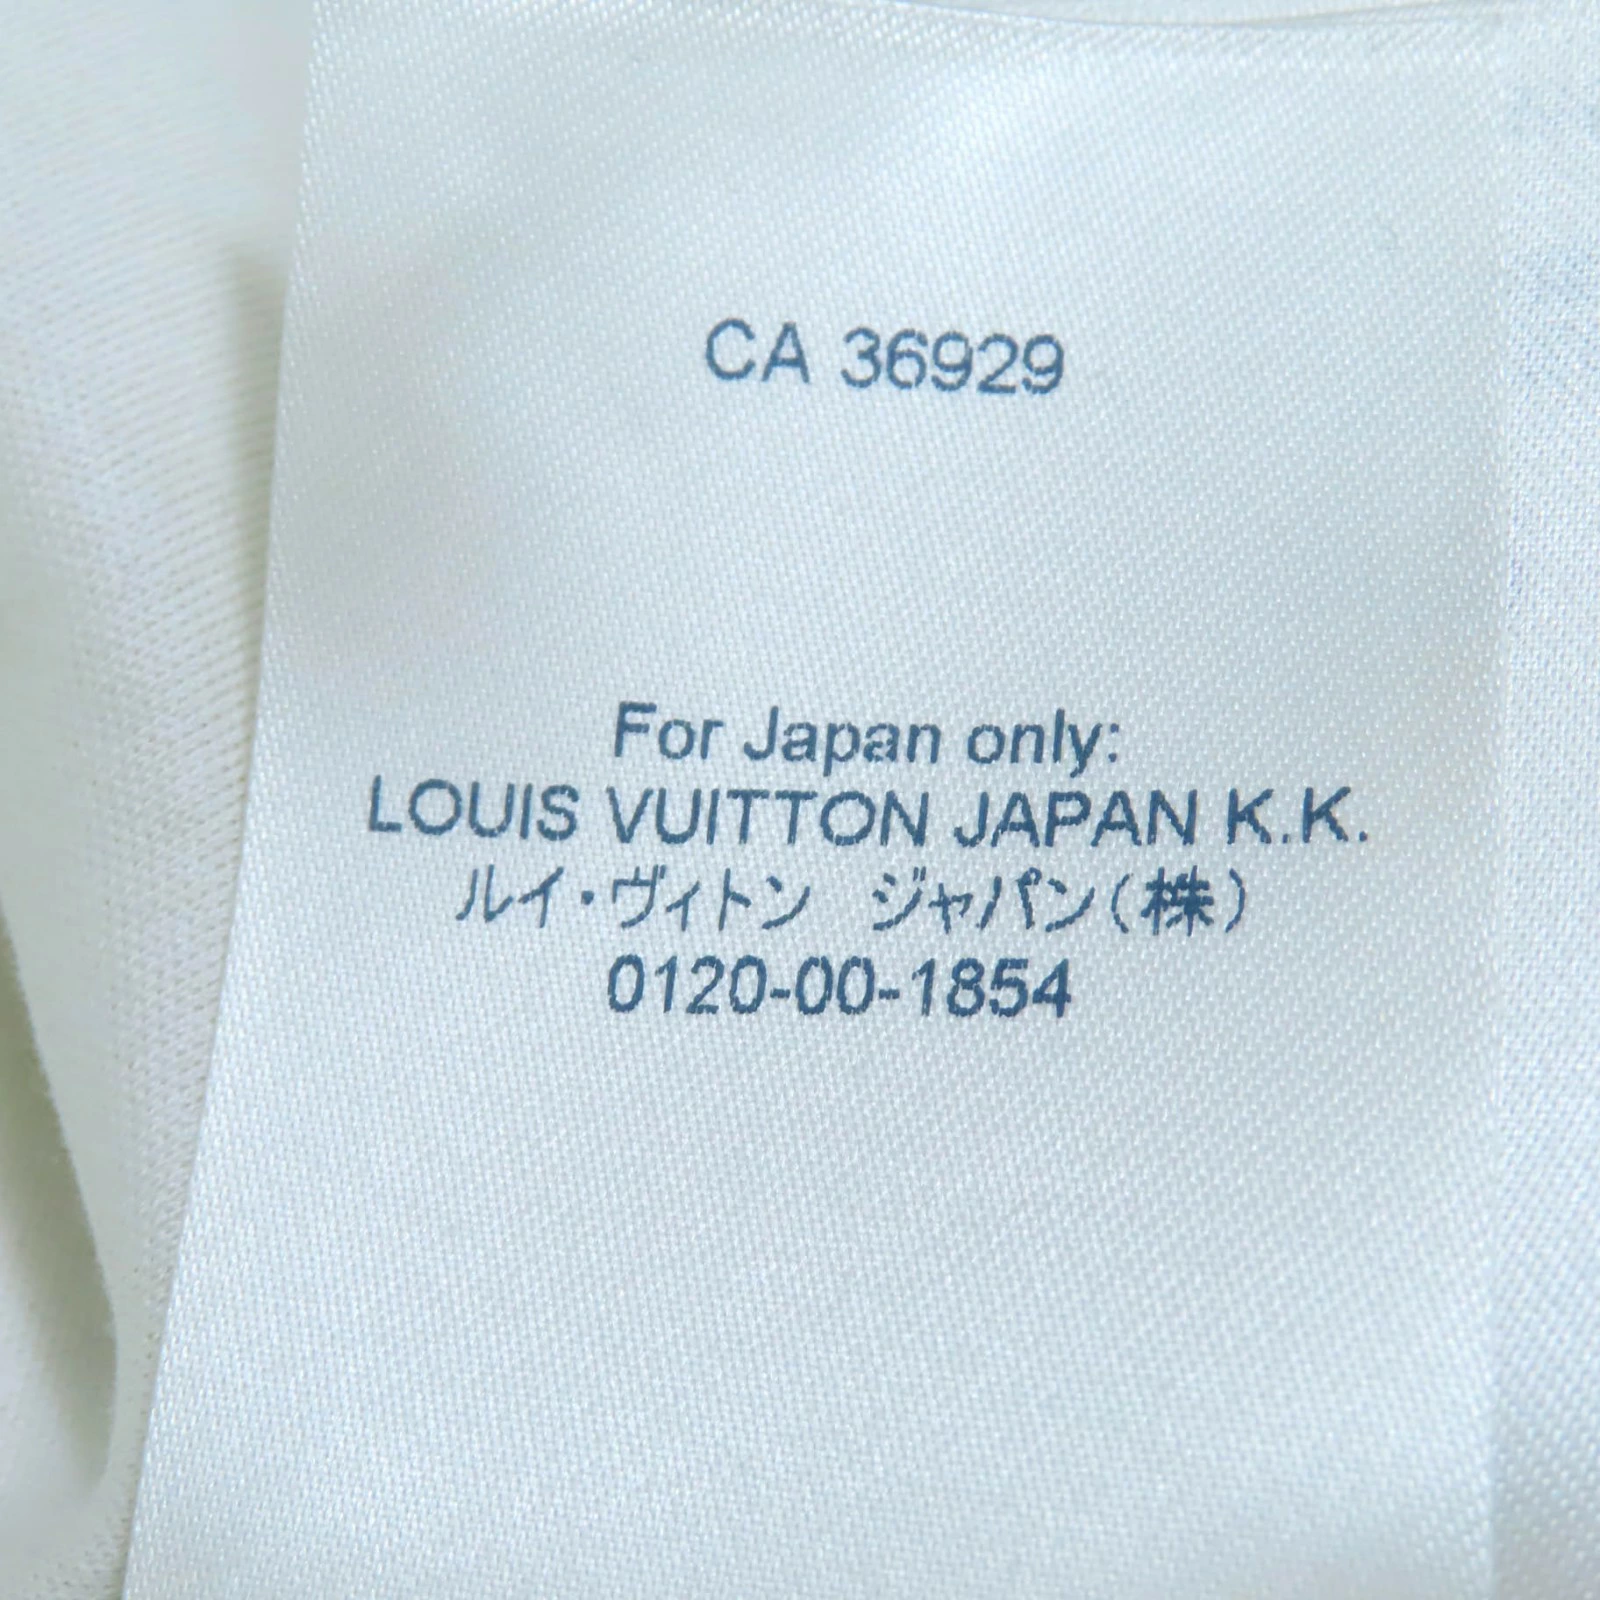 CA 36929
For Japan only:
LOUIS VUITTON JAPAN K.K.
ルイ・ヴィトン　ジャパン(株)
0120-00-1854